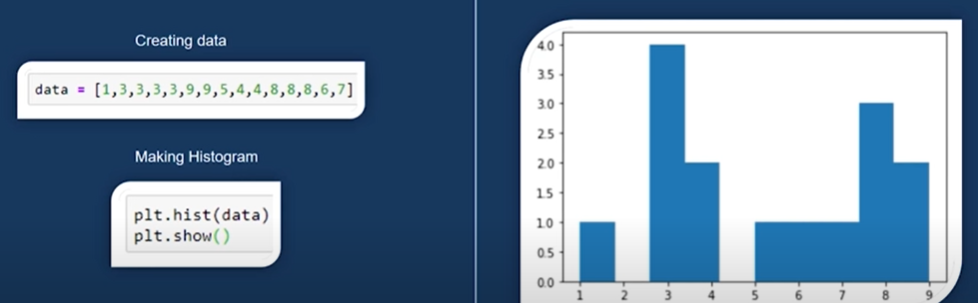 Creating data
data = [1,3,3,3,3,9,9,5,4,4,8,8,8,6,7]
Making Histogram
plt.hist(data)
plt.show()
4.0
3.5
3.0
2.5
2.0
1.5
1.0
0.5
0.0
1 2 3 4 5 6 7 8 9